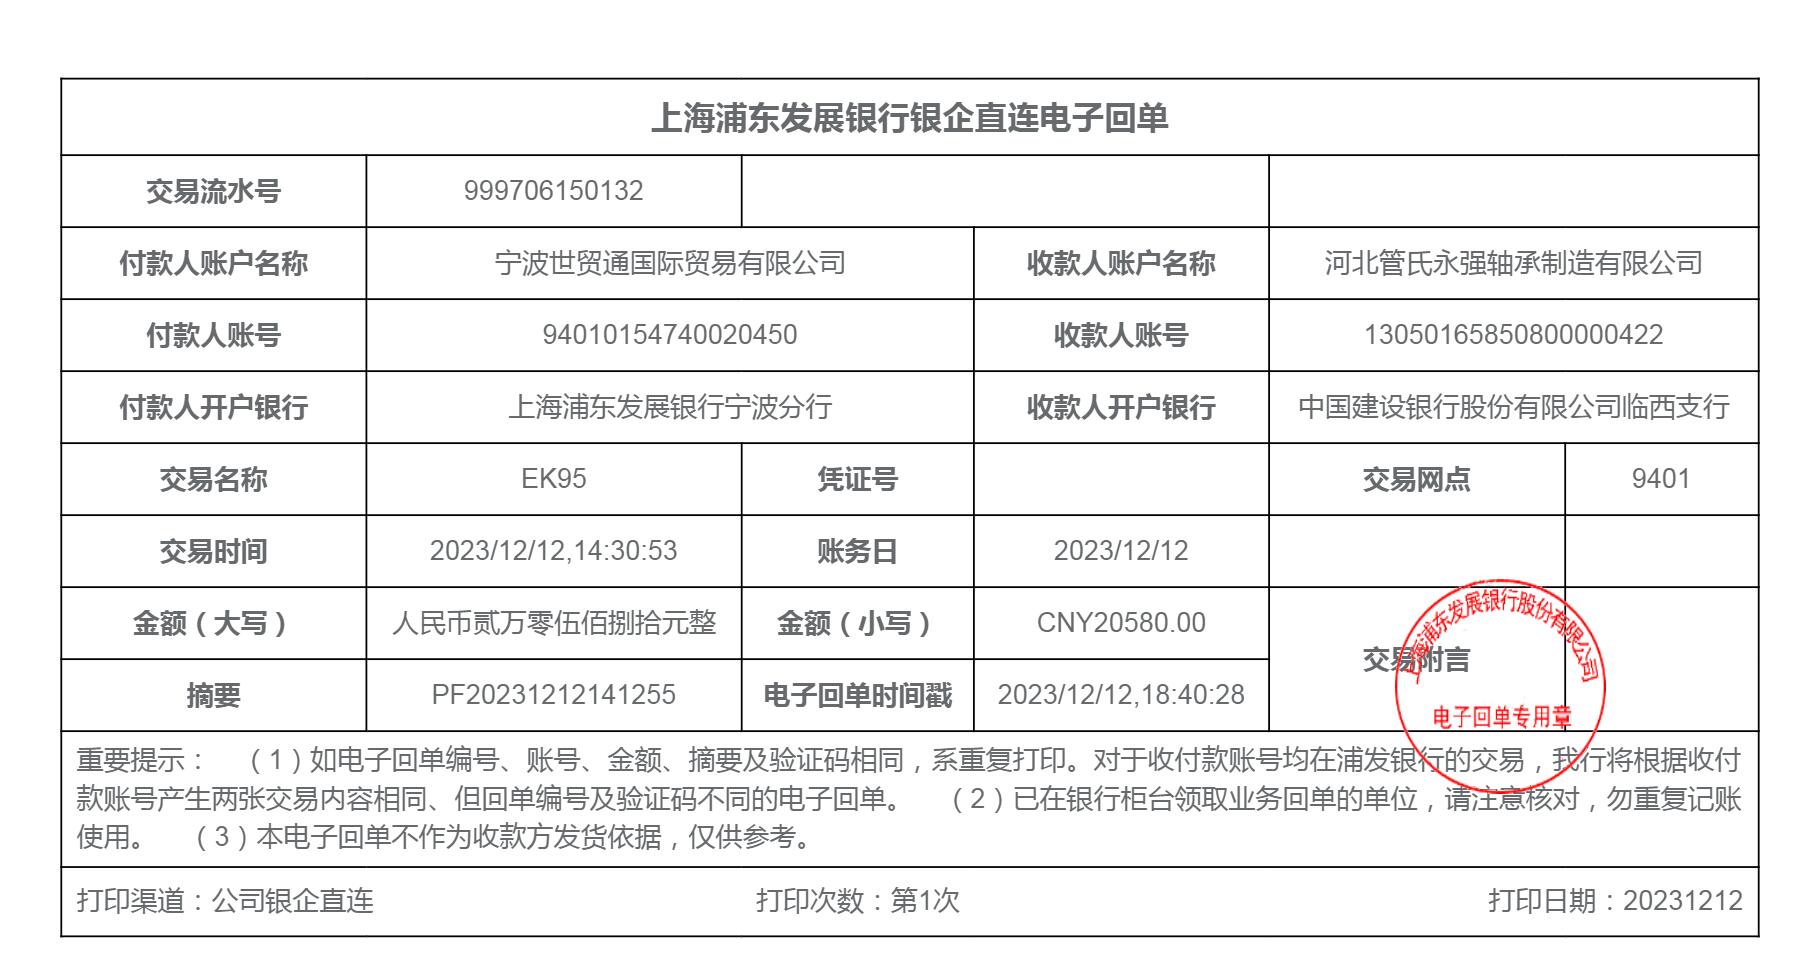 上海浦东发展银行银企直连电子回单
交易流水号 999706150132
付款人账户名称 宁波世贸通国际贸易有限公司 收款人账户名称 河北管氏永强轴承制造有限公司
付款人账号 94010154740020450 收款人账号 13050165850800000422
付款人开户银行 上海浦东发展银行宁波分行 收款人开户银行 中国建设银行股份有限公司临西支行
交易名称 EK95 凭证号 交易网点 9401
交易时间 2023/12/12,14:30:53 账务日 2023/12/12
金额（大写） 人民币贰万零伍佰捌拾元整 金额（小写） CNY20580.00
交易附言
摘要 PF20231212141255 电子回单时间戳 2023/12/12,18:40:28
上海浦东发展银行股份有限公司
电子回单专用章
重要提示： （1）如电子回单编号、账号、金额、摘要及验证码相同，系重复打印。对于收付款账号均在浦发银行的交易，我行将根据收付
款账号产生两张交易内容相同、但回单编号及验证码不同的电子回单。 （2）已在银行柜台领取业务回单的单位，请注意核对，勿重复记账
使用。 （3）本电子回单不作为收款方发货依据，仅供参考。
打印渠道：公司银企直连 打印次数：第1次 打印日期：20231212